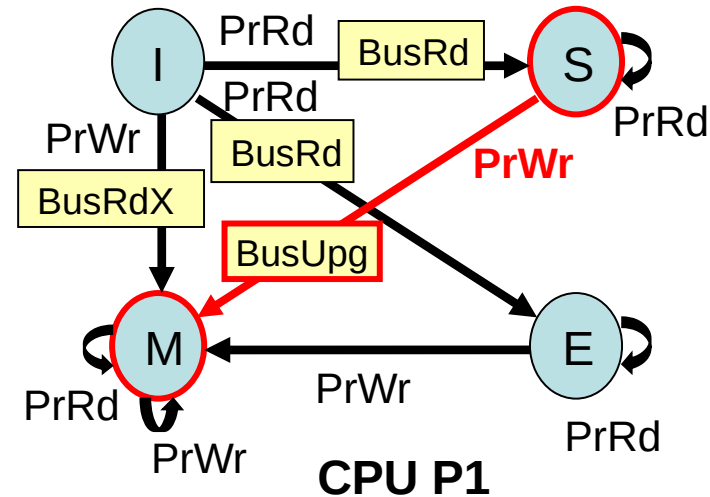 PrRd
I
BusRd
S
PrRd
PrRd
PrWr
BusRd
PrWr
BusRdX
BusUpg
M
E
PrRd
PrWr
PrWr
PrRd
CPU P1